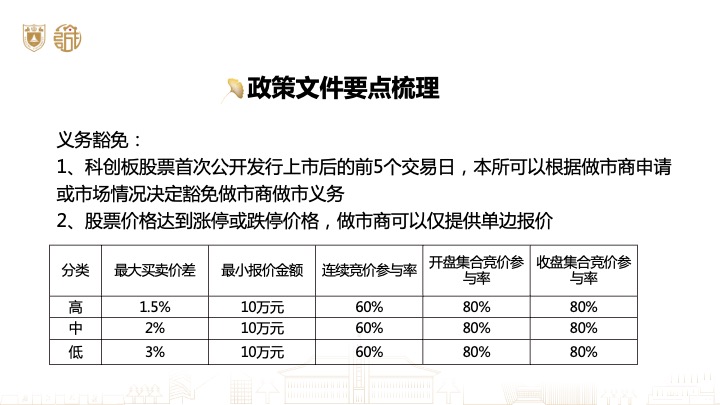 政策文件要点梳理
义务豁免：
1、科创板股票首次公开发行上市后的前5个交易日，本所可以根据做市商申请
或市场情况决定豁免做市商做市义务
2、股票价格达到涨停或跌停价格，做市商可以仅提供单边报价
分类 最大买卖价差 最小报价金额 连续竞价参与率 开盘集合竞价参与率 收盘集合竞价参与率
高 1.5% 10万元 60% 80% 80%
中 2% 10万元 60% 80% 80%
低 3% 10万元 60% 80% 80%